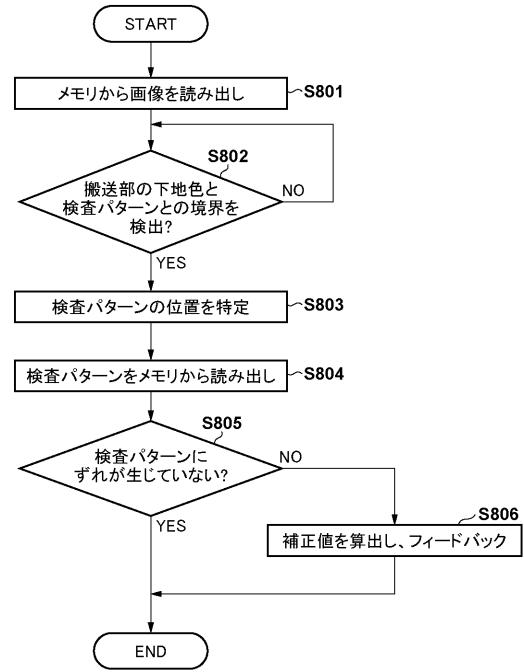 START
メモリから画像を読み出し
S801
S802
搬送部の下地色と
検査パターンとの境界を
検出?
NO
YES
検査パターンの位置を特定
S803
検査パターンをメモリから読み出し
S804
S805
検査パターンに
ずれが生じていない?
NO
YES
S806
補正値を算出し、フィードバック
END